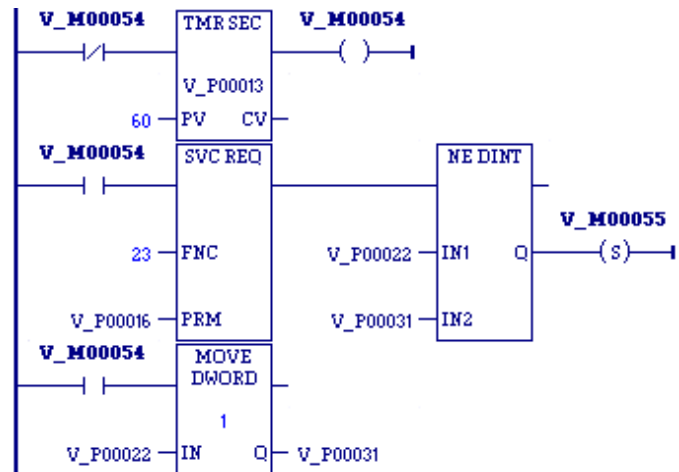 V_M00054 TMR SEC V_M00054
V_P00013
60 PV CV
V_M00054 SVC REQ NE DINT
V_M00055
23 FNC V_P00022 IN1 Q (S)
V_P00016 PRM V_P00031 IN2
V_M00054 MOVE
DWORD
1
V_P00022 IN Q V_P00031